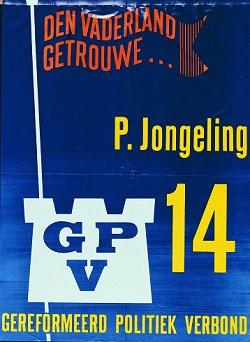 DEN VADERLAND
GETROUWE...
P. Jongeling
14
GP
V
GEREFORMEERD POLITIEK VERBOND